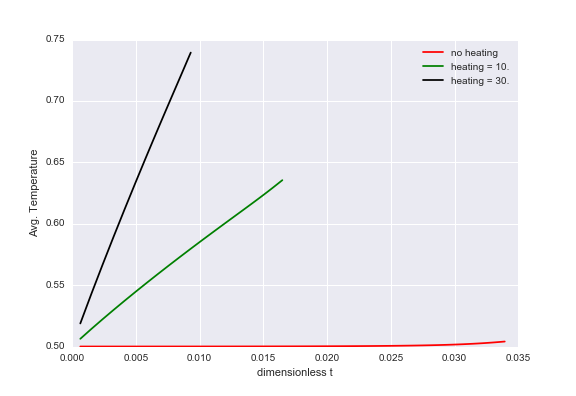 0.75
0.70
0.65
0.60
0.55
0.50
Avg. Temperature
no heating
heating = 10.
heating = 30.
0.000
0.005
0.010
0.015
0.020
0.025
0.030
0.035
dimensionless t